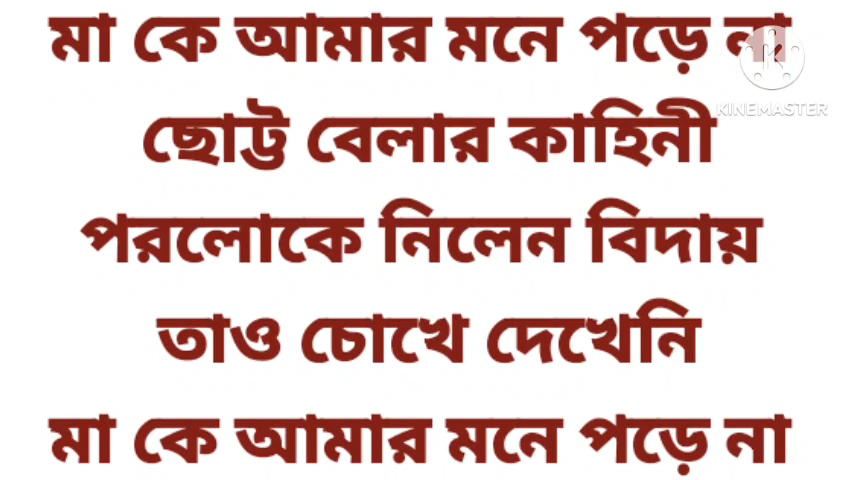 মা কে আমার মনে পড়ে না
KINEMASTER
ছোট্ট বেলার কাহিনী
পরলোকে নিলেন বিদায়
তাও চোখে দেখেনি
মা কে আমার মনে পড়ে না